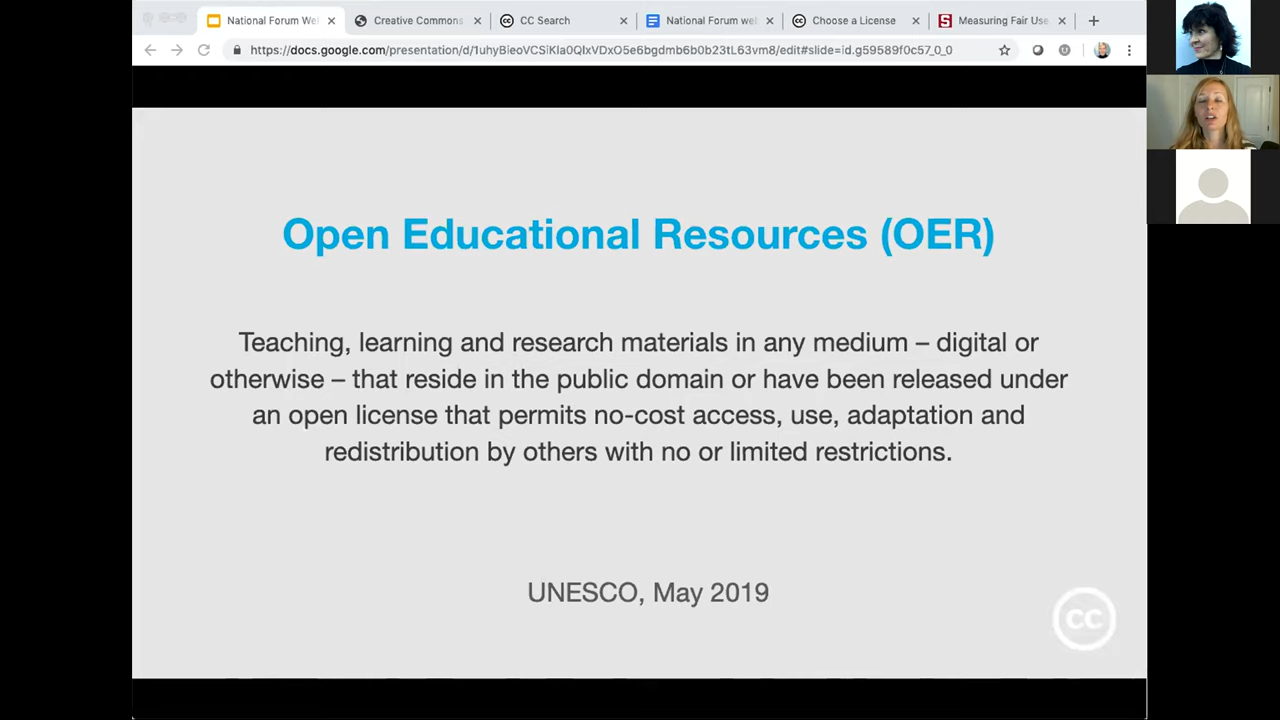 National Forum Wel
Creative Commons
CC Search
National Forum wel
Choose a License
Measuring Fair Use
https://docs.google.com/presentation/d/1uhyBieoVCSiKIa0QIxVDxO5e6bgdmb6b0b23tL63vm8/edit#slide=id.g59589f0c57_0_0
Open Educational Resources (OER)
Teaching, learning and research materials in any medium – digital or
otherwise – that reside in the public domain or have been released under
an open license that permits no-cost access, use, adaptation and
redistribution by others with no or limited restrictions.
UNESCO, May 2019
cc